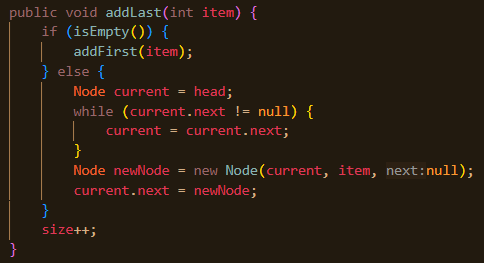 public void addLast(int item) {
    if (isEmpty()) {
        addFirst(item);
    } else {
        Node current = head;
        while (current.next != null) {
            current = current.next;
        }
        Node newNode = new Node(current, item, next:null);
        current.next = newNode;
    }
    size++;
}